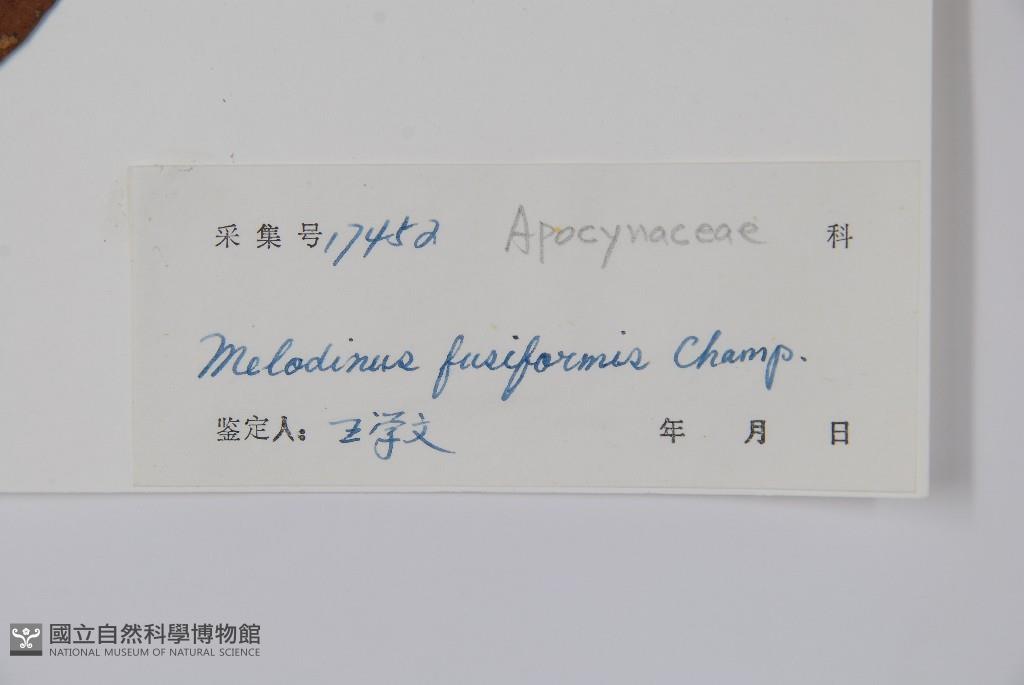 采集号 17452 Apocynaceae 科
Melodinus fusiformis Champ.
鉴定人: 王学文 年 月 日
國立自然科學博物館
NATIONAL MUSEUM OF NATURAL SCIENCE